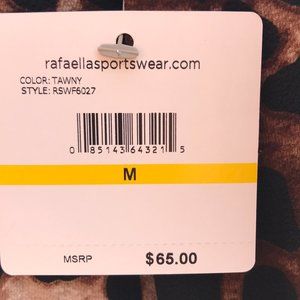 rafaellasportswear.com
COLOR: TAWNY
STYLE: RSWF6027
0 85143 64321 5
M
MSRP $65.00